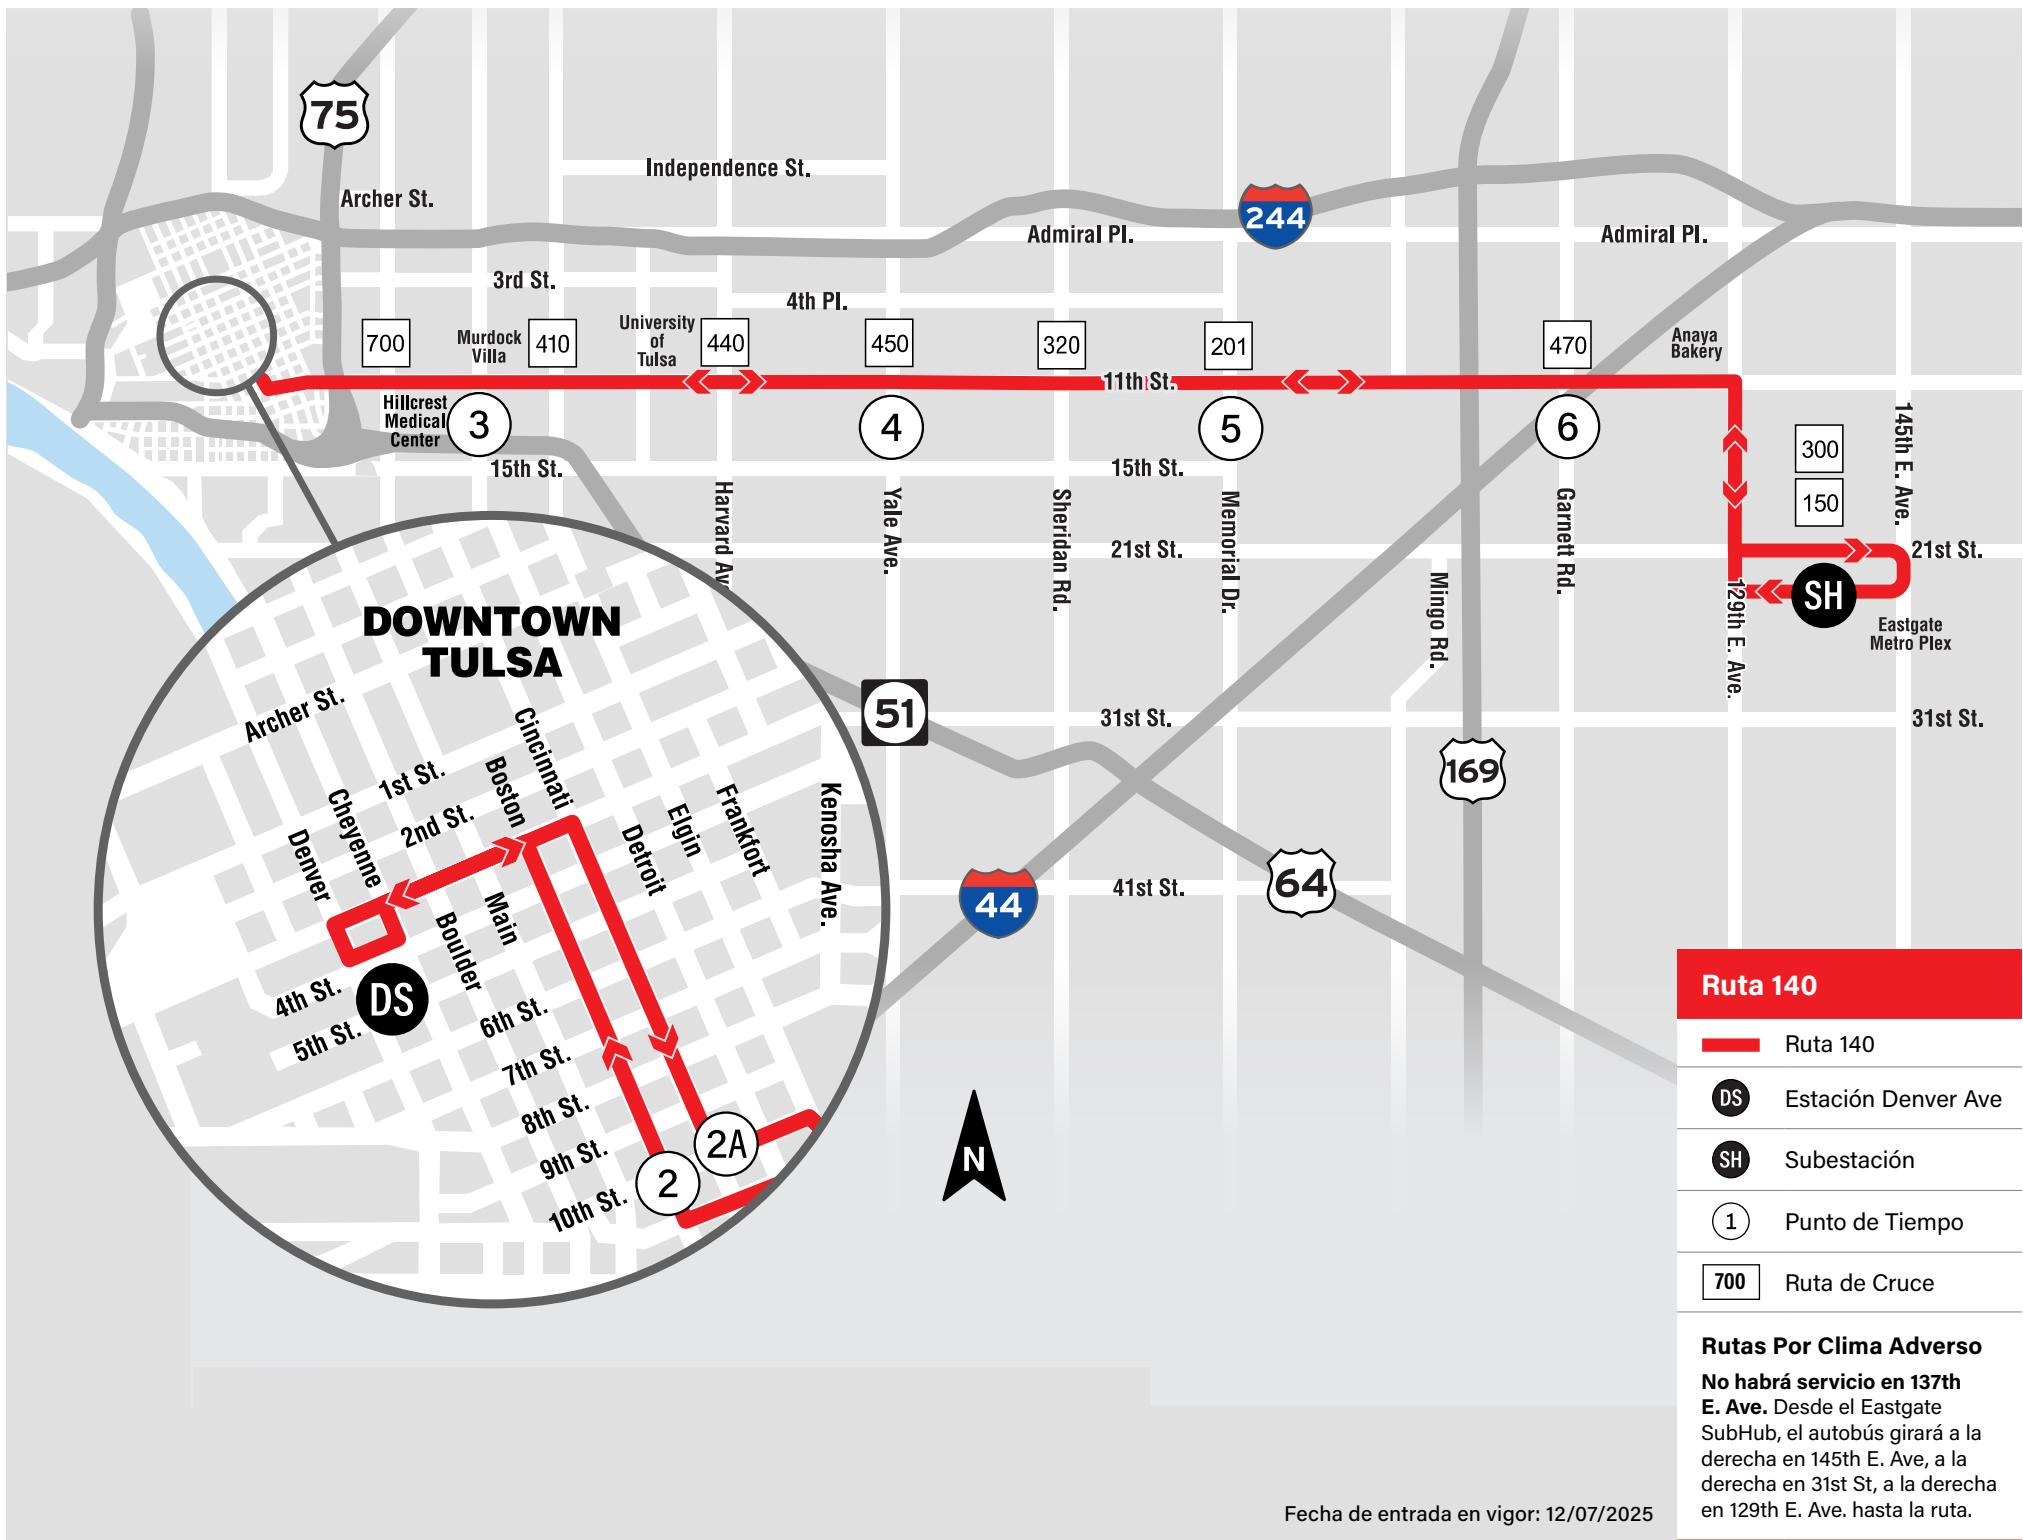 75
Independence St.
Archer St.
244
Admiral Pl.
Admiral Pl.
3rd St.
4th Pl.
700
Murdock
Villa
410
University
of
Tulsa
440
450
320
201
470
Anaya
Bakery
11th St.
Hillcrest
Medical
Center
3
4
5
6
15th St.
15th St.
300
150
145th E. Ave.
Harvard Av
Yale Ave.
Sheridan Rd.
Memorial Dr.
Garnett Rd.
21st St.
21st St.
Mingo Rd.
129th E. Ave.
SH
Eastgate
Metro Plex
51
31st St.
31st St.
169
64
44
41st St.
DOWNTOWN
TULSA
Archer St.
1st St.
2nd St.
Denver
Cheyenne
Boulder
Main
Boston
Cincinnati
Detroit
Elgin
Frankfort
Kenosha Ave.
4th St.
5th St.
DS
6th St.
7th St.
8th St.
9th St.
10th St.
2A
2
N
Ruta 140
Ruta 140
DS Estación Denver Ave
SH Subestación
1 Punto de Tiempo
700 Ruta de Cruce
Rutas Por Clima Adverso
No habrá servicio en 137th
E. Ave. Desde el Eastgate
SubHub, el autobús girará a la
derecha en 145th E. Ave, a la
derecha en 31st St, a la derecha
en 129th E. Ave. hasta la ruta.
Fecha de entrada en vigor: 12/07/2025